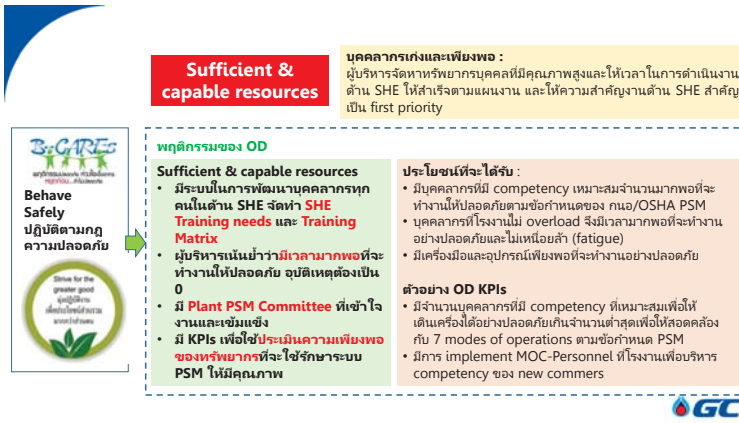 Sufficient &
capable resources
บุคคลากรเก่งและเพียงพอ :
ผู้บริหารจัดหาทรัพยากรบุคคลที่มีคุณภาพสูงและให้เวลาในการดำเนินงาน
ด้าน SHE ให้สำเร็จตามแผนงาน และให้ความสำคัญงานด้าน SHE สำคัญ
เป็น first priority
B-CAREs
Behave
Safely
ปฏิบัติตามกฎ
ความปลอดภัย
Strive for the
greater good
พฤติกรรมของ OD
Sufficient & capable resources
• มีระบบในการพัฒนาบุคคลากรทุก
คนในด้าน SHE จัดทำ SHE
Training needs และ Training
Matrix
• ผู้บริหารเน้นย้ำว่ามีเวลามากพอที่จะ
ทำงานให้ปลอดภัย อุบัติเหตุต้องเป็น
0
• มี Plant PSM Committee ที่เข้าใจ
งานและเข้มแข็ง
• มี KPIs เพื่อใช้ประเมินความเพียงพอ
ของทรัพยากรที่จะใช้รักษาระบบ
PSM ให้มีคุณภาพ
ประโยชน์ที่จะได้รับ :
• มีบุคลากรที่มี competency เหมาะสมจำนวนมากพอที่จะ
ทำงานให้ปลอดภัยตามข้อกำหนดของ กนอ/OSHA PSM
• บุคลากรที่โรงงานไม่ overload จึงมีเวลามากพอที่จะทำงาน
อย่างปลอดภัยและไม่เหนื่อยล้า (fatigue)
• มีเครื่องมือและอุปกรณ์เพียงพอที่จะทำงานอย่างปลอดภัย
ตัวอย่าง OD KPIs
• มีจำนวนบุคลากรที่มี competency ที่เหมาะสมเพื่อให้
เดินเครื่องได้อย่างปลอดภัยเกินจำนวนต่ำสุดเพื่อให้สอดคล้อง
กับ 7 modes of operations ตามข้อกำหนด PSM
• มีการ implement MOC-Personnel ที่โรงงานเพื่อบริหาร
competency ของ new commers
GC